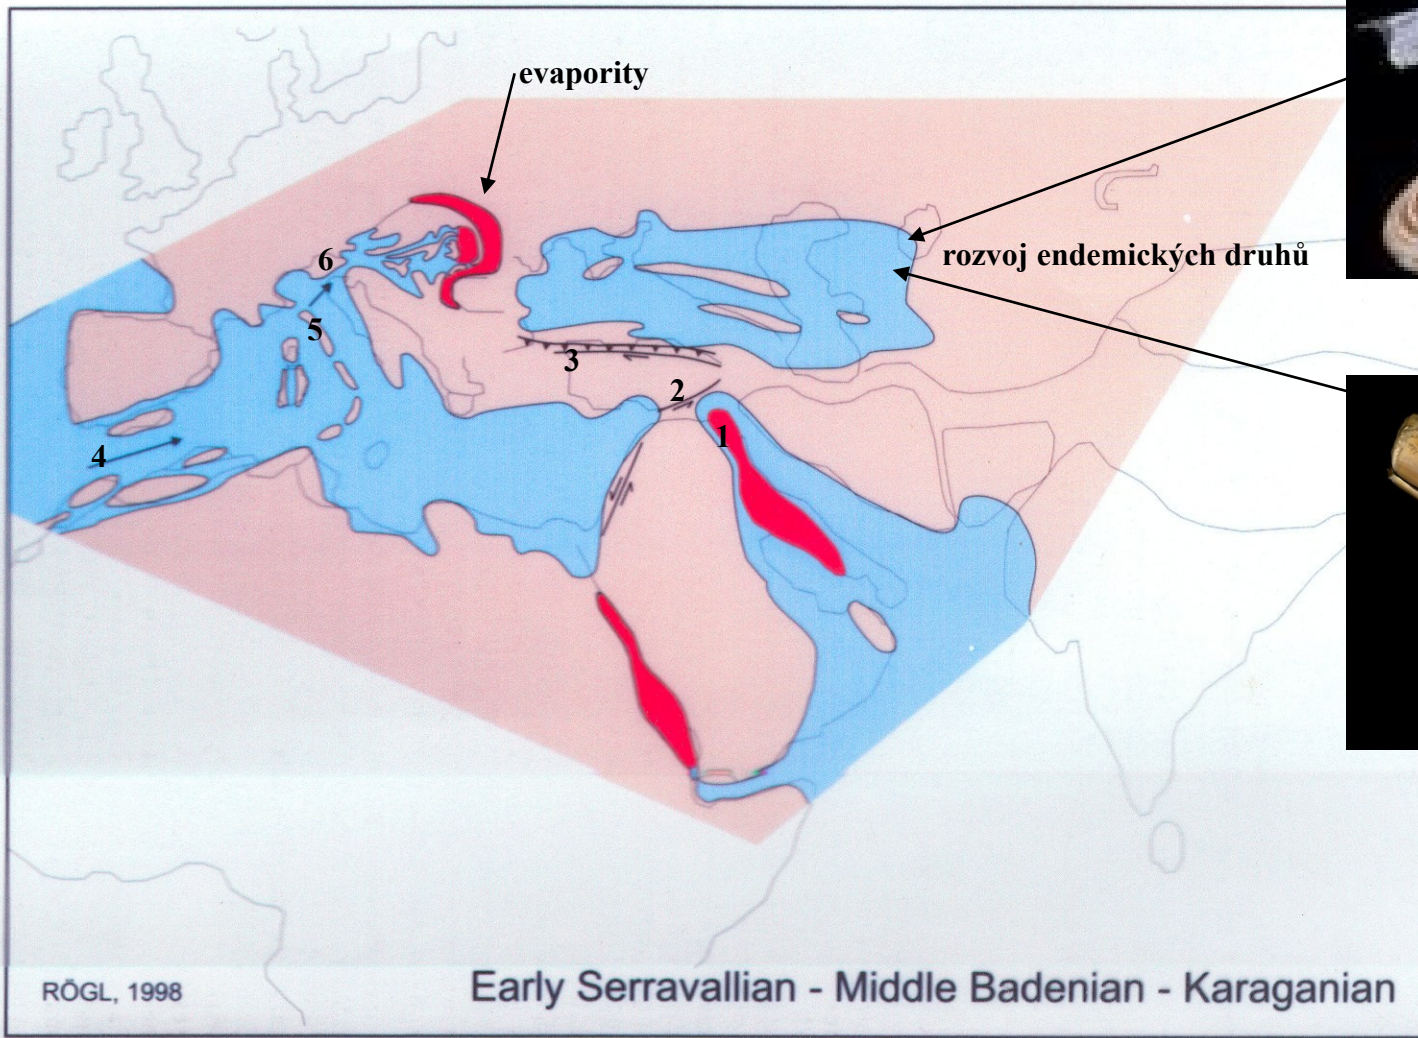 evapority
6
rozvoj endemických druhů
5
3
2
1
4
RÖGL, 1998
Early Serravallian - Middle Badenian - Karaganian